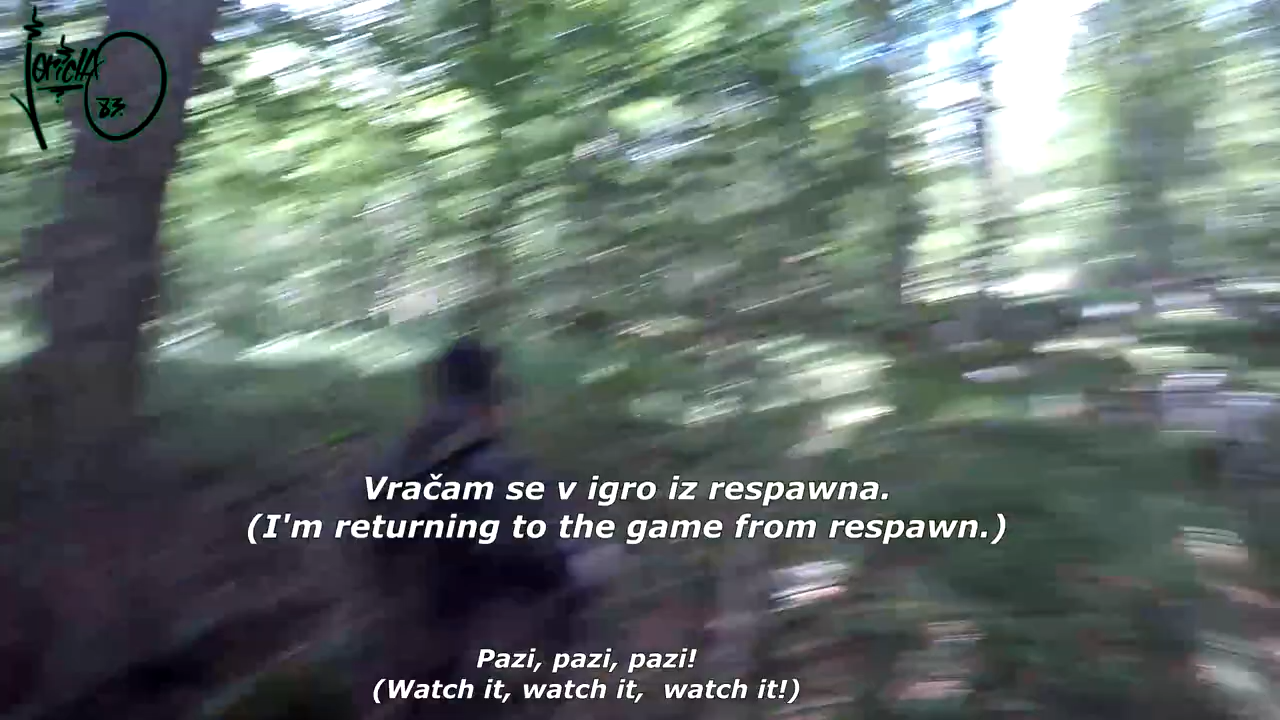 83.
Vračam se v igro iz respawna.
(I'm returning to the game from respawn.)
Pazi, pazi, pazi!
(Watch it, watch it, watch it!)